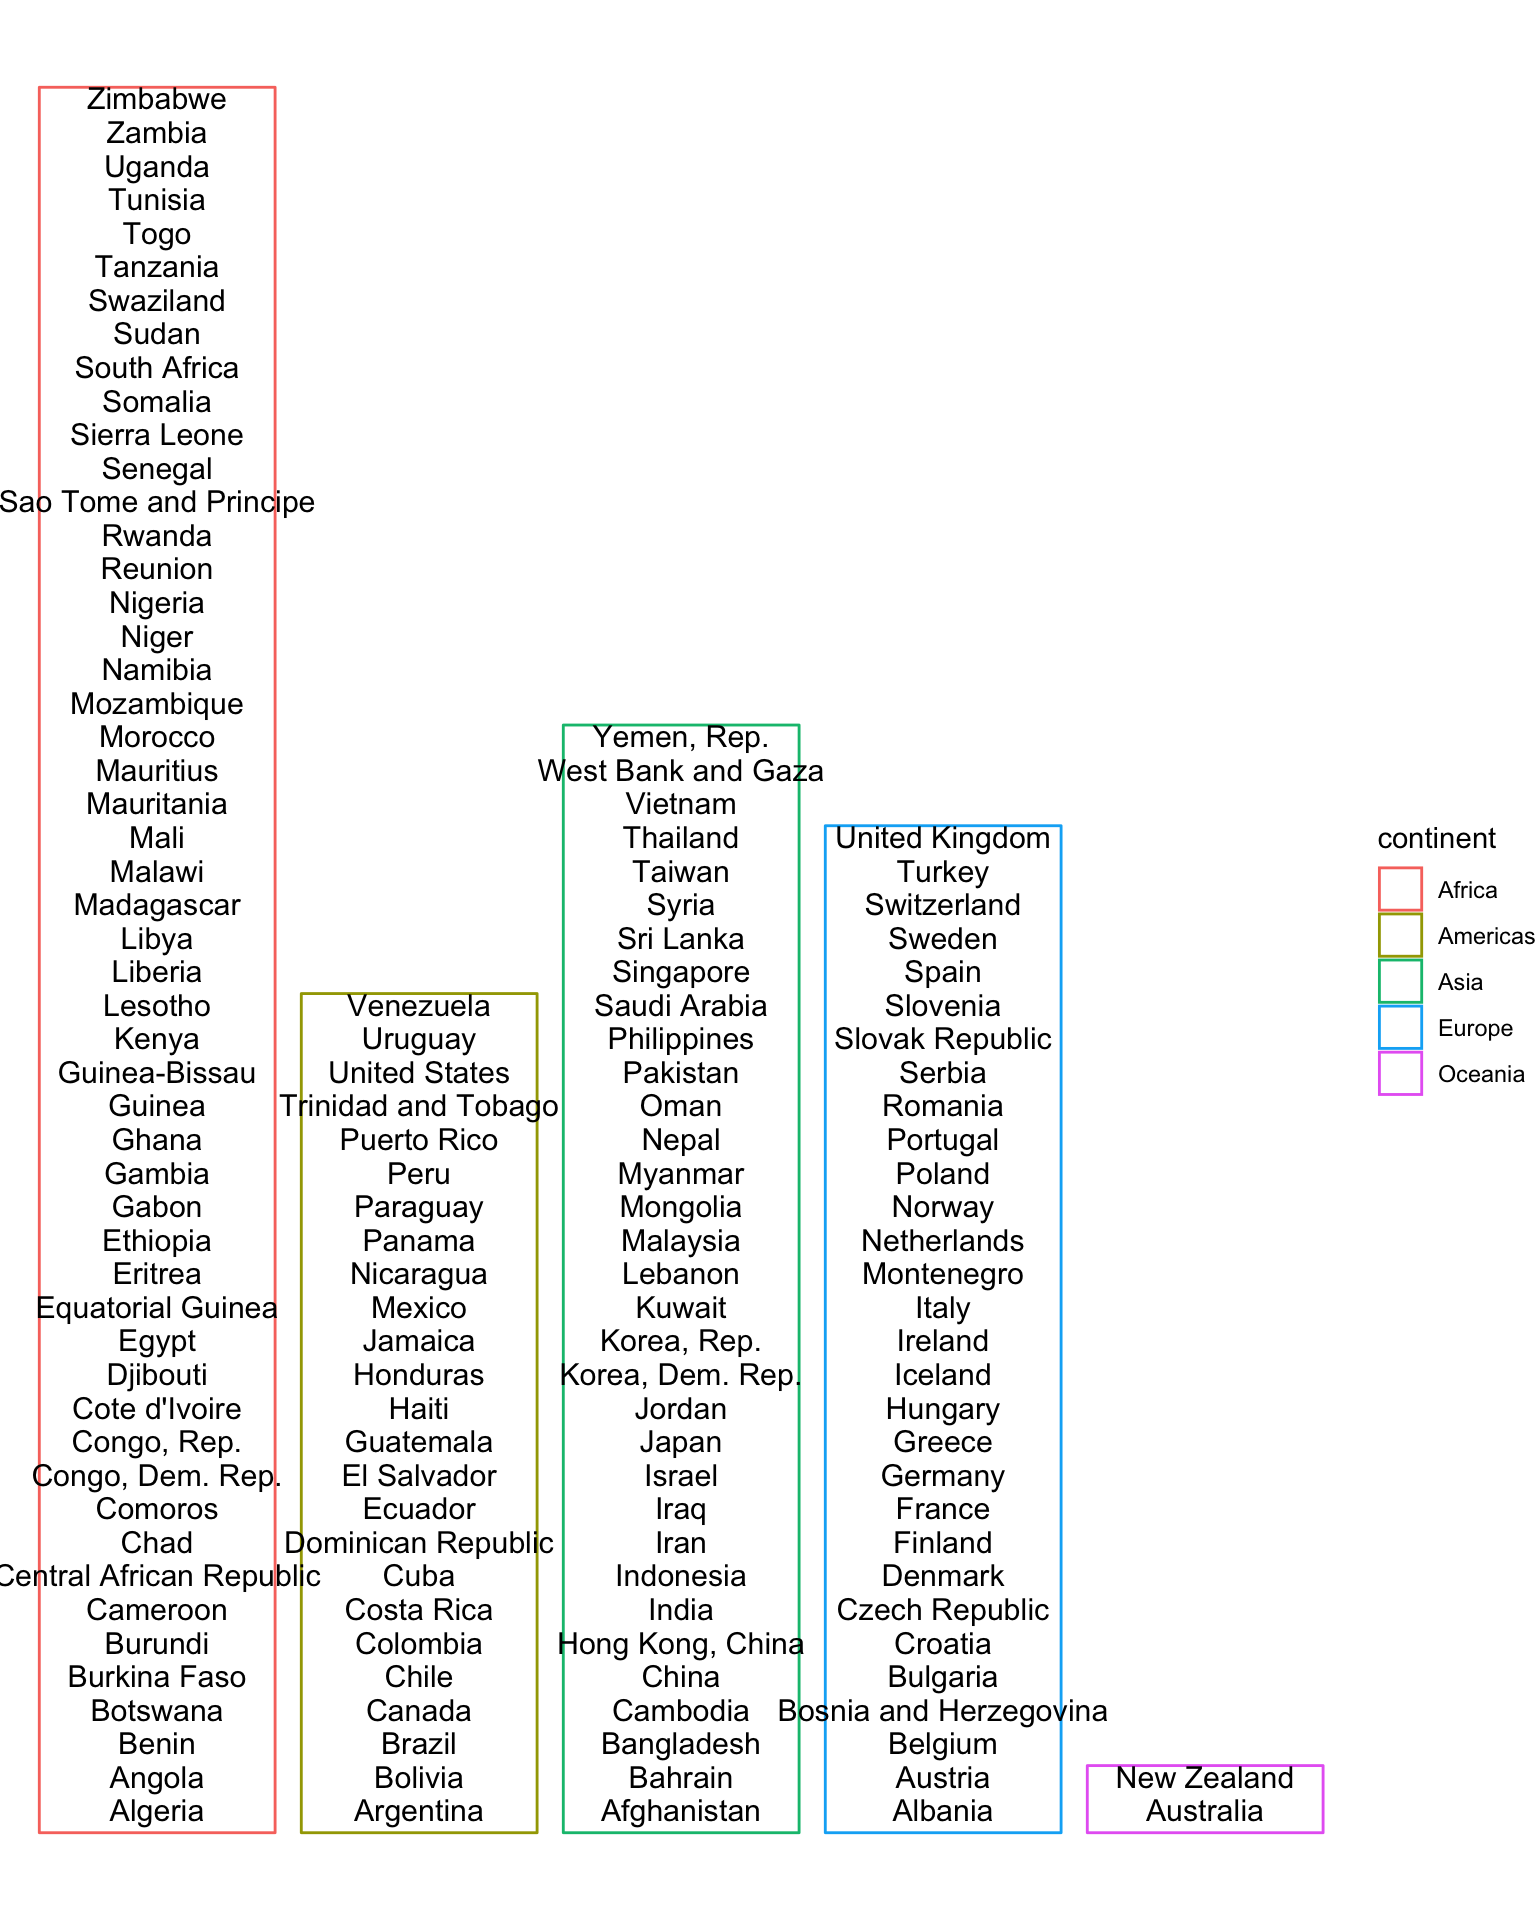 Zimbabwe
Zambia
Uganda
Tunisia
Togo
Tanzania
Swaziland
Sudan
South Africa
Somalia
Sierra Leone
Senegal
Sao Tome and Principe
Rwanda
Reunion
Nigeria
Niger
Namibia
Mozambique
Morocco
Mauritius
Mauritania
Mali
Malawi
Madagascar
Libya
Liberia
Lesotho
Kenya
Guinea-Bissau
Guinea
Ghana
Gambia
Gabon
Ethiopia
Eritrea
Equatorial Guinea
Egypt
Djibouti
Cote d'Ivoire
Congo, Rep.
Congo, Dem. Rep.
Comoros
Chad
Central African Republic
Cameroon
Burundi
Burkina Faso
Botswana
Benin
Angola
Algeria
Venezuela
Uruguay
United States
Trinidad and Tobago
Puerto Rico
Peru
Paraguay
Panama
Nicaragua
Mexico
Jamaica
Honduras
Haiti
Guatemala
El Salvador
Ecuador
Dominican Republic
Cuba
Costa Rica
Colombia
Chile
Canada
Brazil
Bolivia
Argentina
Yemen, Rep.
West Bank and Gaza
Vietnam
Thailand
Taiwan
Syria
Sri Lanka
Singapore
Saudi Arabia
Philippines
Pakistan
Oman
Nepal
Myanmar
Mongolia
Malaysia
Lebanon
Kuwait
Korea, Rep.
Korea, Dem. Rep.
Jordan
Japan
Israel
Iraq
Iran
Indonesia
India
Hong Kong, China
China
Cambodia
Bangladesh
Bahrain
Afghanistan
United Kingdom
Turkey
Switzerland
Sweden
Spain
Slovenia
Slovak Republic
Serbia
Romania
Portugal
Poland
Norway
Netherlands
Montenegro
Italy
Ireland
Iceland
Hungary
Greece
Germany
France
Finland
Denmark
Czech Republic
Croatia
Bulgaria
Bosnia and Herzegovina
Belgium
Austria
Albania
New Zealand
Australia
continent
Africa
Americas
Asia
Europe
Oceania